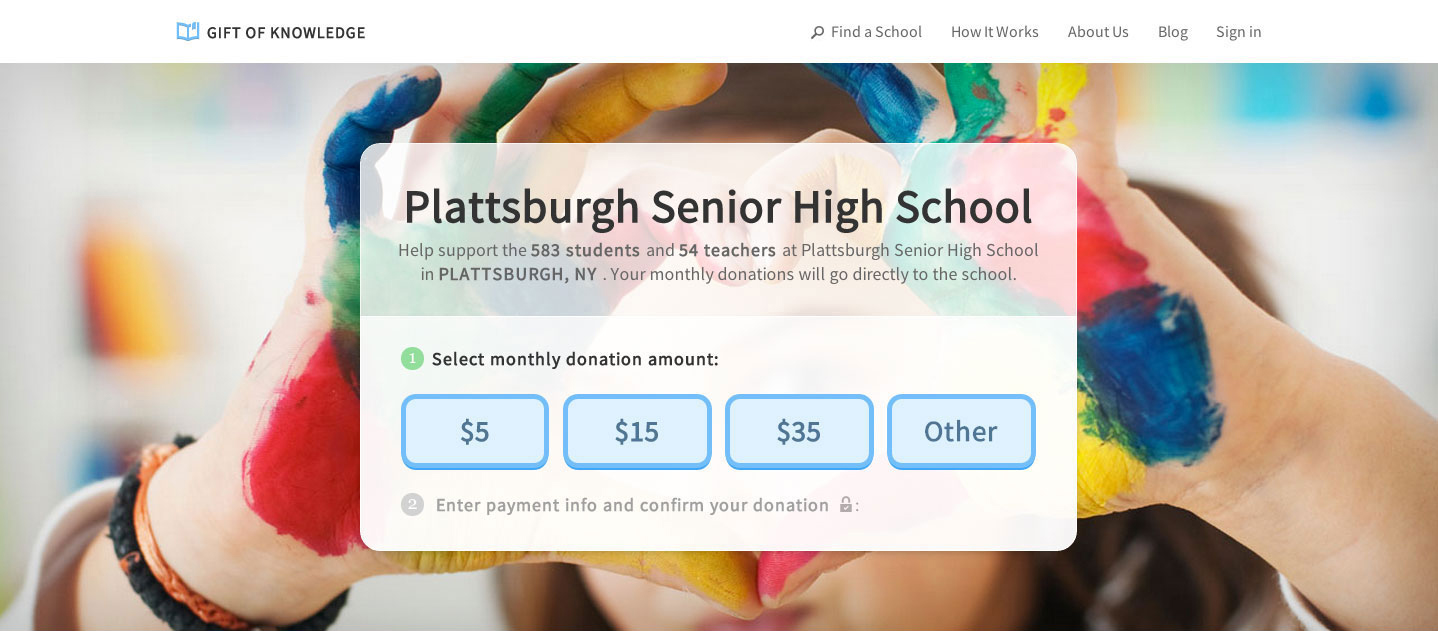 GIFT OF KNOWLEDGE
Find a School
How It Works
About Us
Blog
Sign in
Plattsburgh Senior High School
Help support the 583 students and 54 teachers at Plattsburgh Senior High School
in PLATTSBURGH, NY . Your monthly donations will go directly to the school.
1 Select monthly donation amount:
$5
$15
$35
Other
2 Enter payment info and confirm your donation :